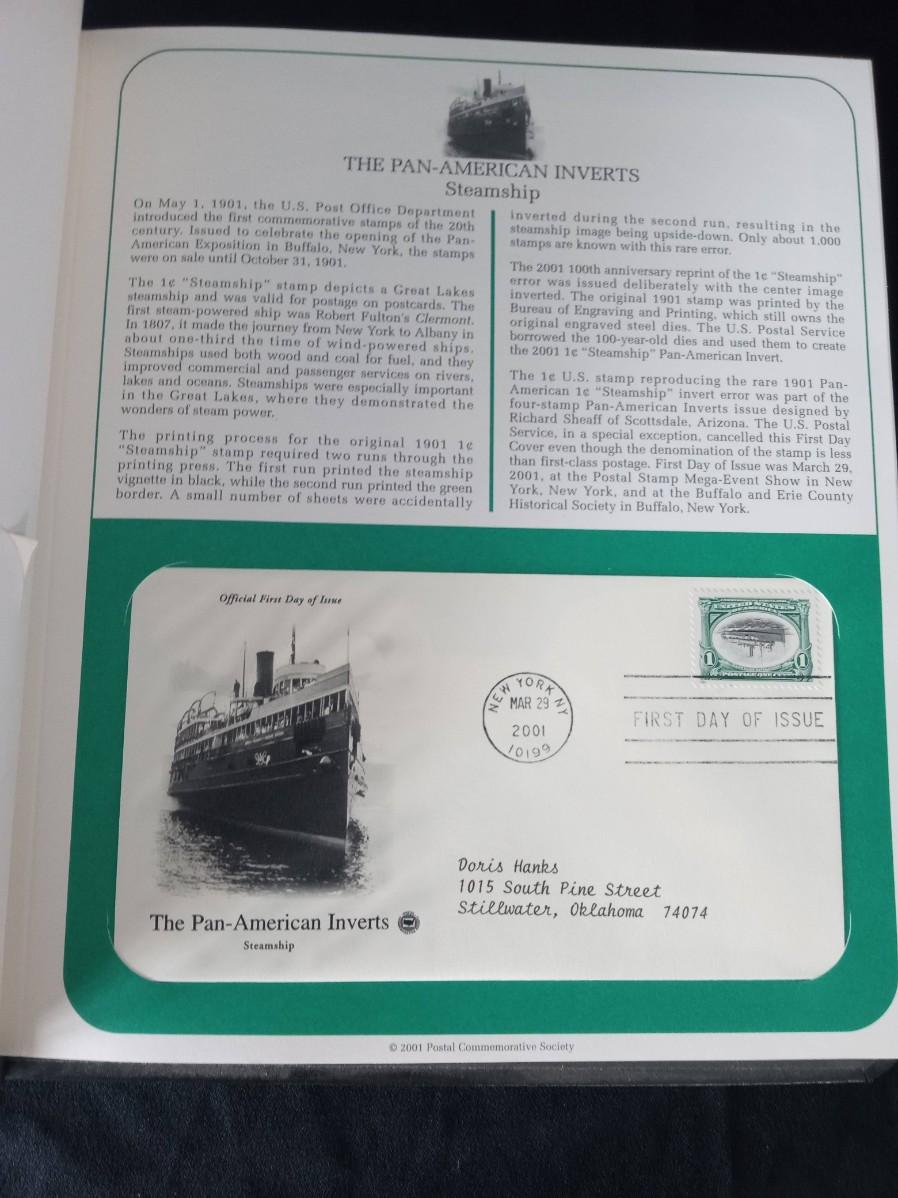 THE PAN-AMERICAN INVERTS
Steamship
On May 1, 1901, the U.S. Post Office Department
introduced the first commemorative stamps of the 20th
century. Issued to celebrate the opening of the Pan-
American Exposition in Buffalo, New York, the stamps
were on sale until October 31, 1901.
The 1¢ “Steamship” stamp depicts a Great Lakes
steamship and was valid for postage on postcards. The
first steam-powered ship was Robert Fulton's Clermont.
In 1807, it made the journey from New York to Albany in
about one-third the time of wind-powered ships.
Steamships used both wood and coal for fuel, and they
improved commercial and passenger services on rivers,
lakes and oceans. Steamships were especially important
in the Great Lakes, where they demonstrated the
wonders of steam power.
The printing process for the original 1901 1¢
“Steamship” stamp required two runs through the
printing press. The first run printed the steamship
vignette in black, while the second run printed the green
border. A small number of sheets were accidentally
inverted during the second run, resulting in the
steamship image being upside-down. Only about 1,000
stamps are known with this rare error.
The 2001 100th anniversary reprint of the 1¢ “Steamship”
error was issued deliberately with the center image
inverted. The original 1901 stamp was printed by the
Bureau of Engraving and Printing, which still owns the
original engraved steel dies. The U.S. Postal Service
borrowed the 100-year-old dies and used them to create
the 2001 1¢ “Steamship” Pan-American Invert.
The 1¢ U.S. stamp reproducing the rare 1901 Pan-
American 1¢ “Steamship” invert error was part of the
four-stamp Pan-American Inverts issue designed by
Richard Sheaff of Scottsdale, Arizona. The U.S. Postal
Service, in a special exception, cancelled this First Day
Cover even though the denomination of the stamp is less
than first-class postage. First Day of Issue was March 29,
2001, at the Postal Stamp Mega-Event Show in New
York, New York, and at the Buffalo and Erie County
Historical Society in Buffalo, New York.
Official First Day of Issue
UNITED STATES
OF AMERICA
1 1
POSTAGE ONE CENT
NEW YORK NY
MAR 29
2001
10199
FIRST DAY OF ISSUE
Doris Hanks
1015 South Pine Street
Stillwater, Oklahoma 74074
The Pan-American Inverts
Steamship
© 2001 Postal Commemorative Society